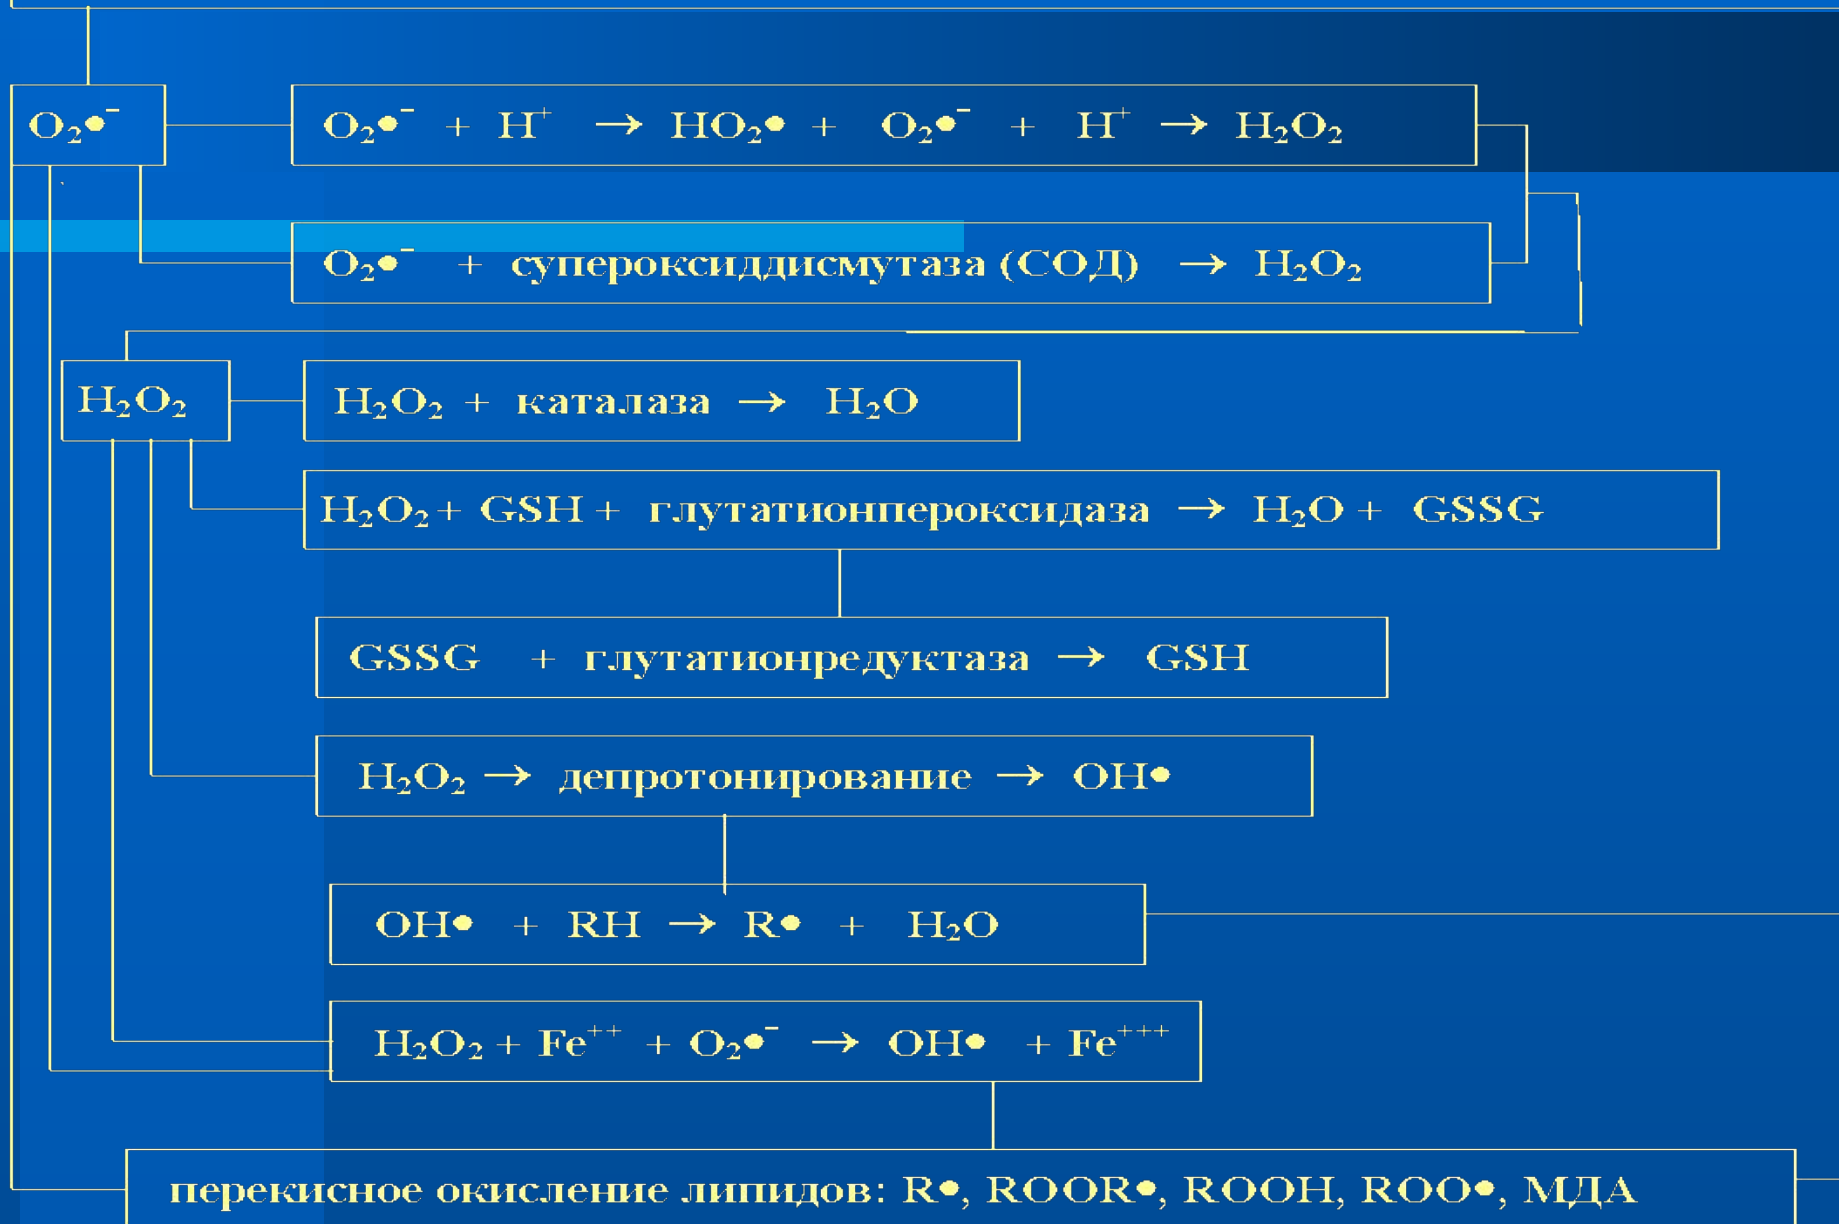 O₂•⁻
O₂•⁻ + H⁺ → HO₂• + O₂•⁻ + H⁺ → H₂O₂
O₂•⁻ + супероксиддисмутаза (СОД) → H₂O₂
H₂O₂
H₂O₂ + каталаза → H₂O
H₂O₂ + GSH + глутатионпероксидаза → H₂O + GSSG
GSSG + глутатионредуктаза → GSH
H₂O₂ → депротонирование → OH•
OH• + RH → R• + H₂O
H₂O₂ + Fe⁺⁺ + O₂•⁻ → OH• + Fe⁺⁺⁺
перекисное окисление липидов: R•, ROOR•, ROOH, ROO•, МДА